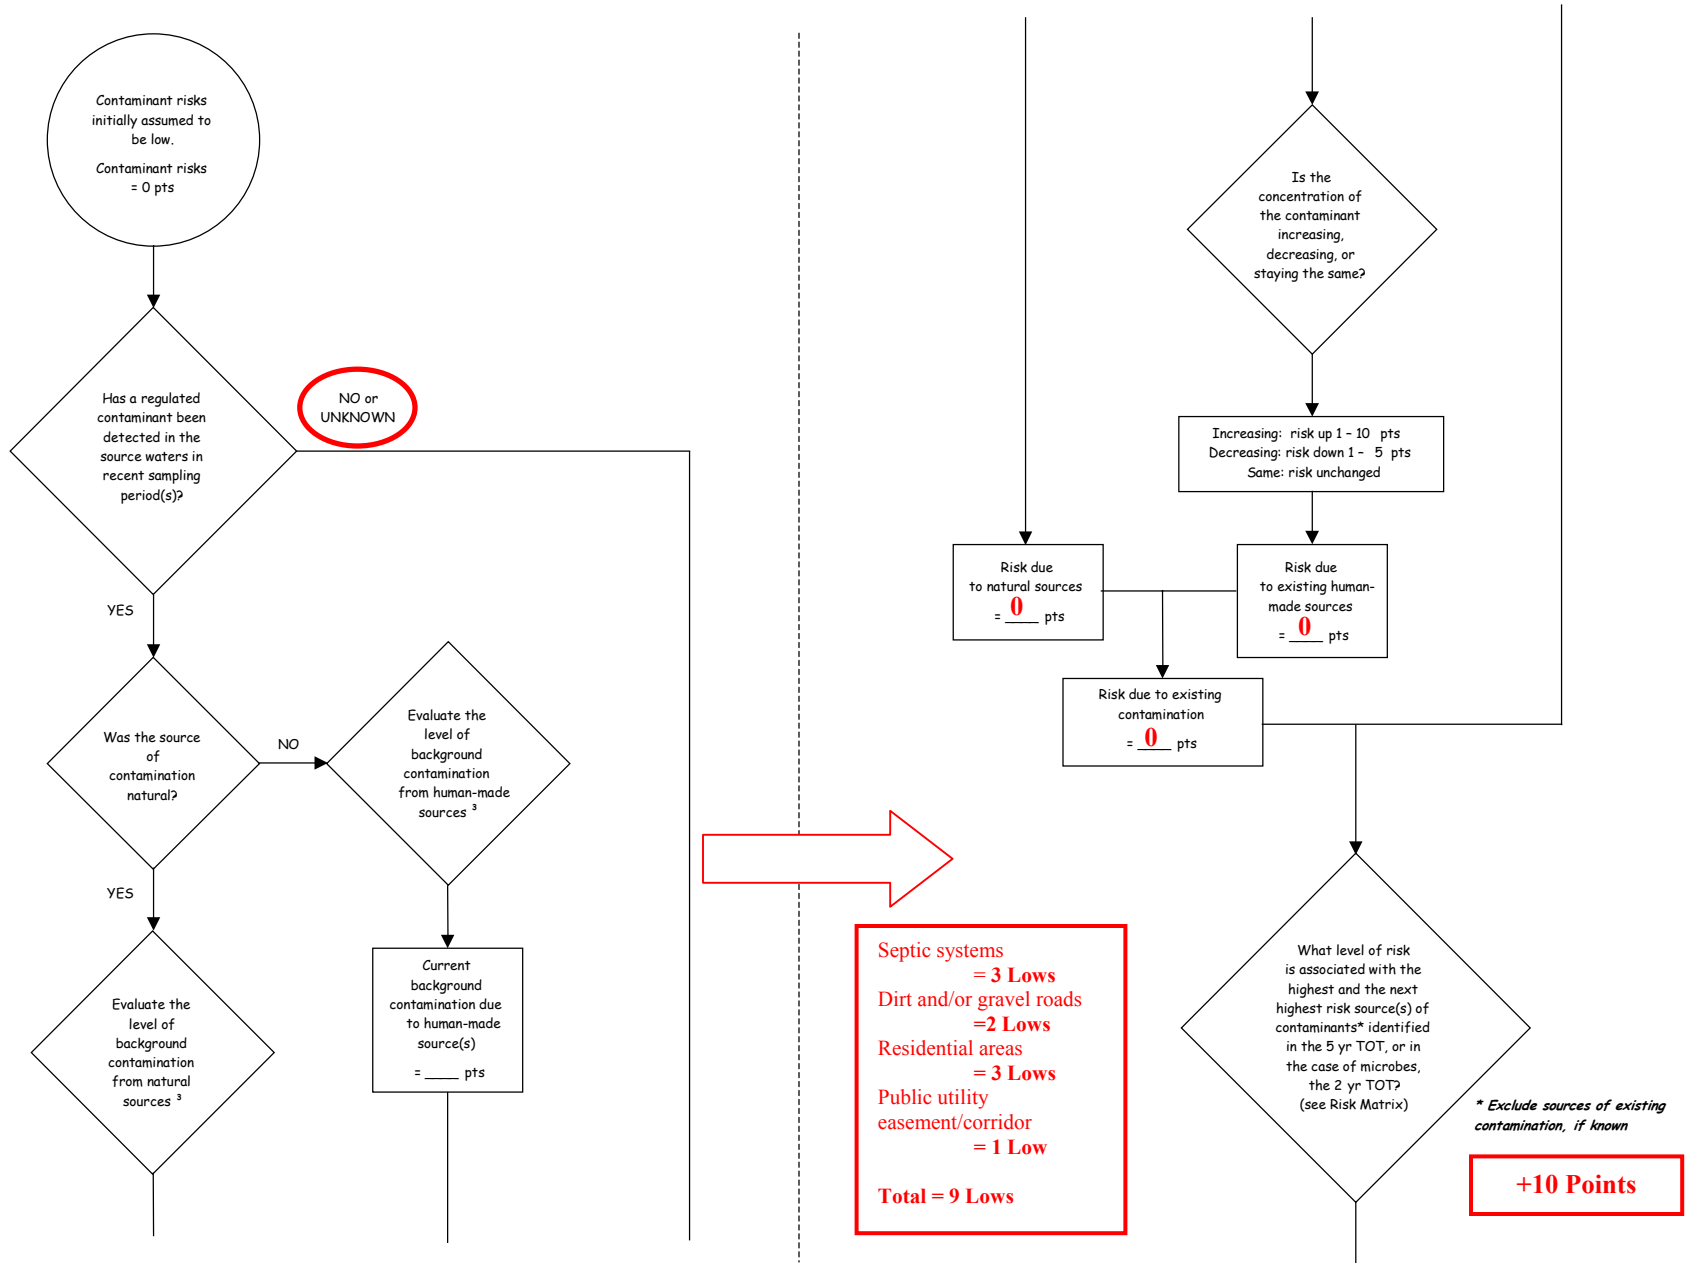 Contaminant risks
initially assumed to
be low.
Contaminant risks
= 0 pts
Has a regulated
contaminant been
detected in the
source waters in
recent sampling
period(s)?
NO or
UNKNOWN
YES
Was the source
of
contamination
natural?
NO
Evaluate the
level of
background
contamination
from human-made
sources ³
YES
Evaluate the
level of
background
contamination
from natural
sources ³
Current
background
contamination due
to human-made
source(s)
= ____ pts
Is the
concentration of
the contaminant
increasing,
decreasing, or
staying the same?
Increasing: risk up 1 – 10 pts
Decreasing: risk down 1 – 5 pts
Same: risk unchanged
Risk due
to natural sources
= 0 pts
Risk due
to existing human-
made sources
= 0 pts
Risk due to existing
contamination
= 0 pts
Septic systems
= 3 Lows
Dirt and/or gravel roads
=2 Lows
Residential areas
= 3 Lows
Public utility
easement/corridor
= 1 Low
Total = 9 Lows
What level of risk
is associated with the
highest and the next
highest risk source(s) of
contaminants* identified
in the 5 yr TOT, or in
the case of microbes,
the 2 yr TOT?
(see Risk Matrix)
* Exclude sources of existing
contamination, if known
+10 Points